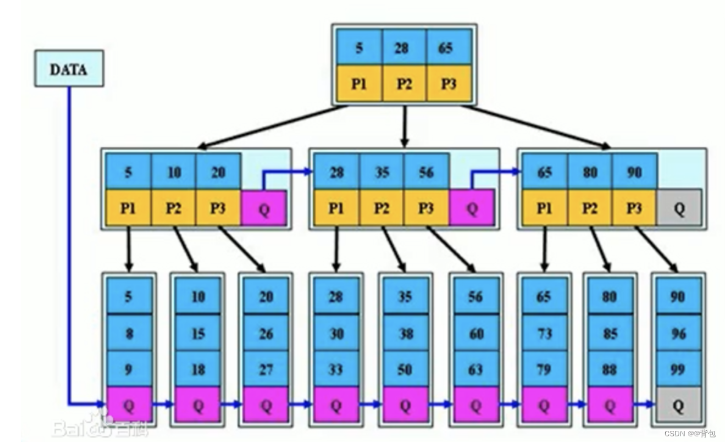 5 28 65
DATA
P1 P2 P3
5 10 20
28 35 56
65 80 90
P1 P2 P3 Q
P1 P2 P3 Q
P1 P2 P3 Q
5 10 20 28 35 56 65 80 90
8 15 26 30 38 60 73 85 96
9 18 27 33 50 63 79 88 99
Q Q Q Q Q Q Q Q Q
Bai百科